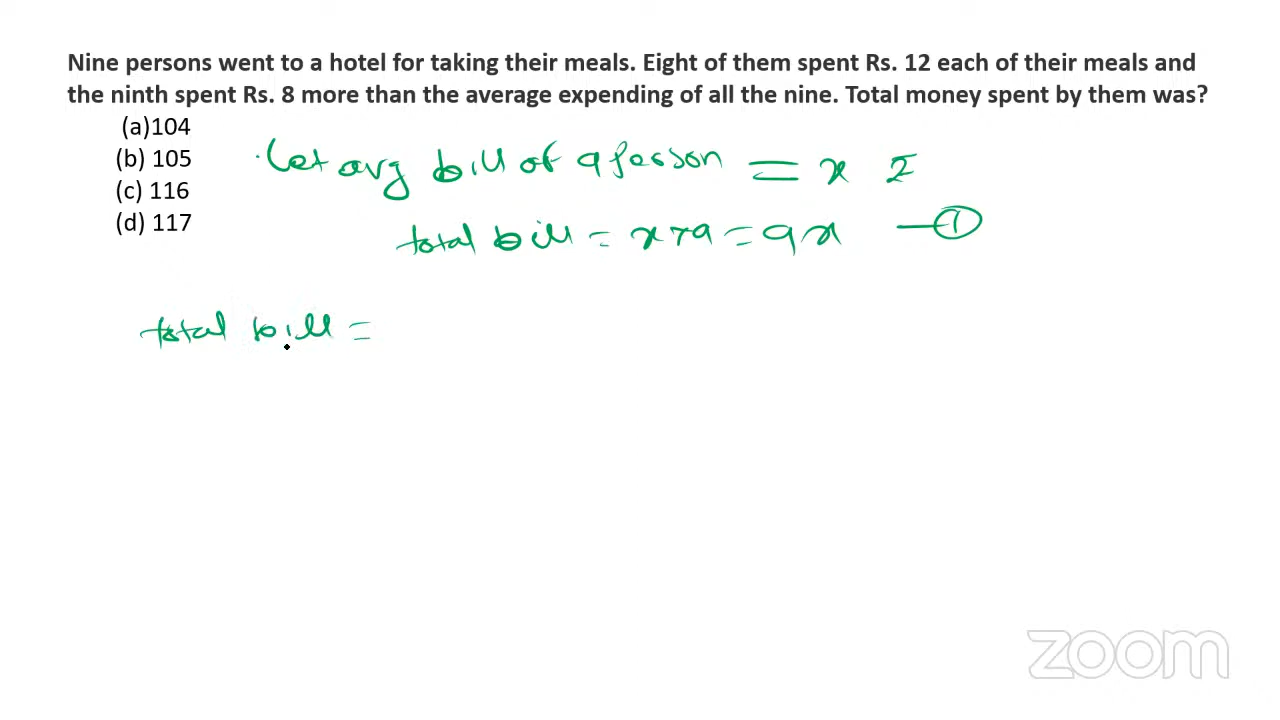 Nine persons went to a hotel for taking their meals. Eight of them spent Rs. 12 each of their meals and
the ninth spent Rs. 8 more than the average expending of all the nine. Total money spent by them was?
(a)104
(b) 105
(c) 116
(d) 117
Let avg bill of 9 person = x ₹
total bill = x×9 = 9x —①
total bill =
zoom